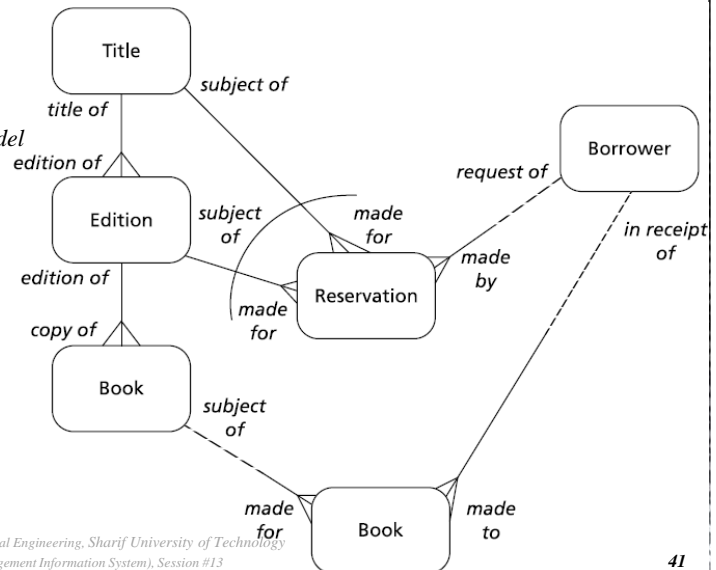 Title
subject of
title of
del
edition of
Borrower
request of
Edition
subject
of
made
for
in receipt
of
edition of
made
by
Reservation
made
for
copy of
Book
subject
of
made
for
Book
made
to
al Engineering, Sharif University of Technology
gement Information System), Session #13
41